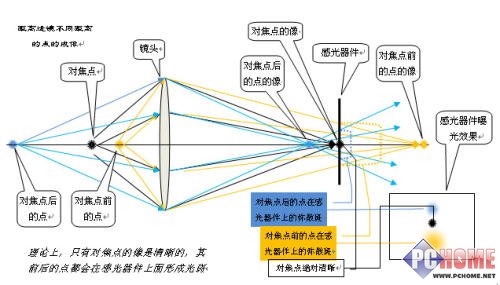 距离透镜不同距离
的点的成像
对焦点
镜头
对焦点后
的点的像
对焦点的像
感光器件
对焦点前
的点的像
感光器件曝
光效果
对焦点后
的点
对焦点前
的点
对焦点后的点在感
光器件上的弥散斑
对焦点前的点在感
光器件上的弥散斑
对焦点绝对清晰
理论上，只有对焦点的像是清晰的，其
前后的点都会在感光器件上面形成光斑
PCHOME
WWW.PCHOME.NET